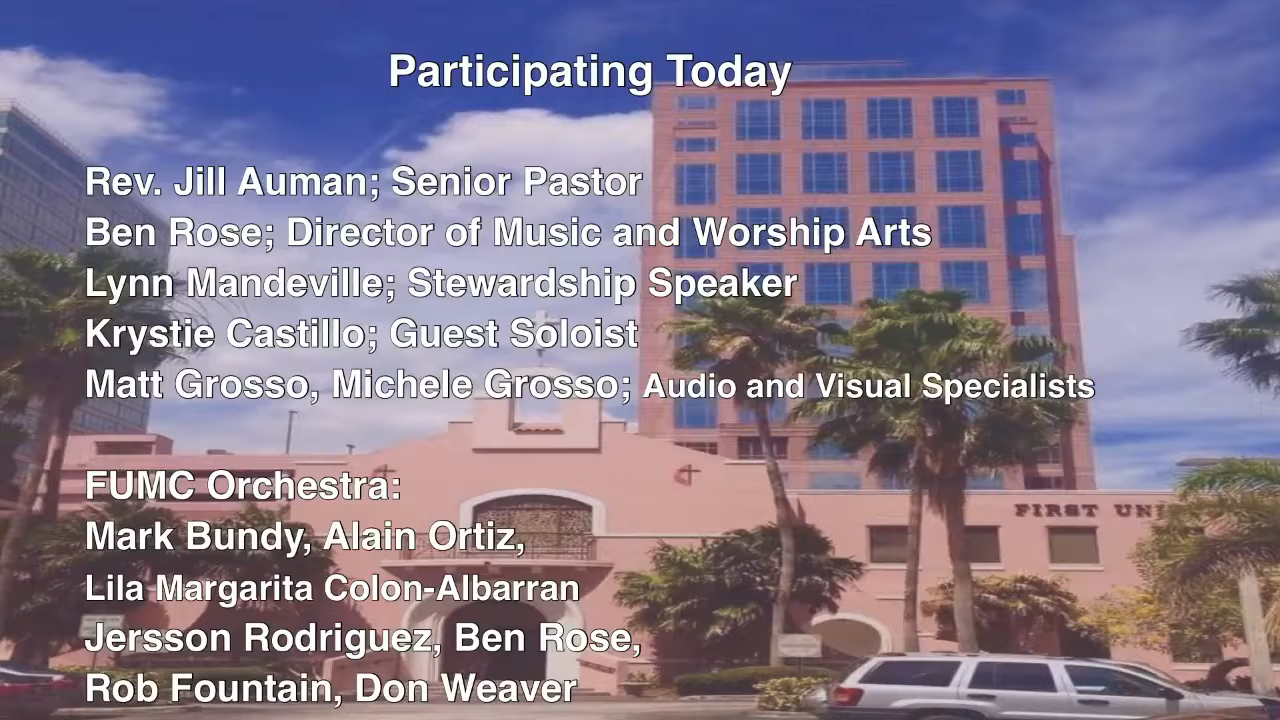 Participating Today
Rev. Jill Auman; Senior Pastor
Ben Rose; Director of Music and Worship Arts
Lynn Mandeville; Stewardship Speaker
Krystie Castillo; Guest Soloist
Matt Grosso, Michele Grosso; Audio and Visual Specialists
FUMC Orchestra:
Mark Bundy, Alain Ortiz,
FIRST UNI
Lila Margarita Colon-Albarran
Jersson Rodriguez, Ben Rose,
Rob Fountain, Don Weaver